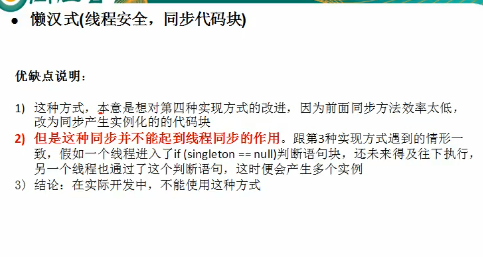 懒汉式(线程安全，同步代码块)
优缺点说明：
1) 这种方式，本意是想对第四种实现方式的改进，因为前面同步方法效率太低，
改为同步产生实例化的的代码块
2) 但是这种同步并不能起到线程同步的作用。跟第3种实现方式遇到的情形一
致，假如一个线程进入了if (singleton == null)判断语句块，还未来得及往下执行，
另一个线程也通过了这个判断语句，这时便会产生多个实例
3) 结论：在实际开发中，不能使用这种方式